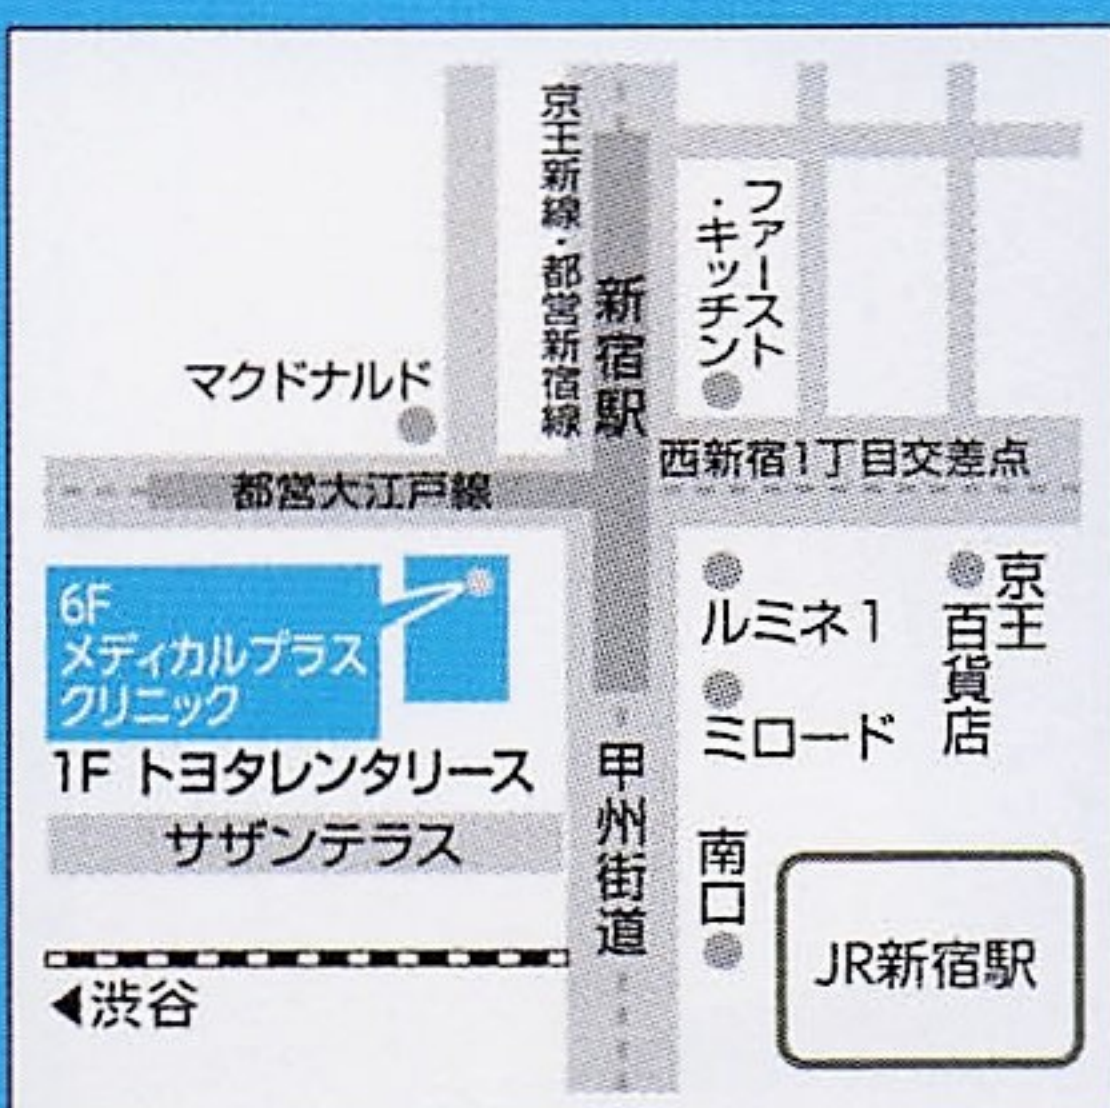 京王新線・都営新宿線
新宿駅
ファースト
・キッチン
マクドナルド
西新宿1丁目交差点
都営大江戸線
6F
メディカルプラス
クリニック
1F トヨタレンタリース
ルミネ1
ミロード
京王
百貨店
サザンテラス
甲州街道
南口
JR新宿駅
◀渋谷